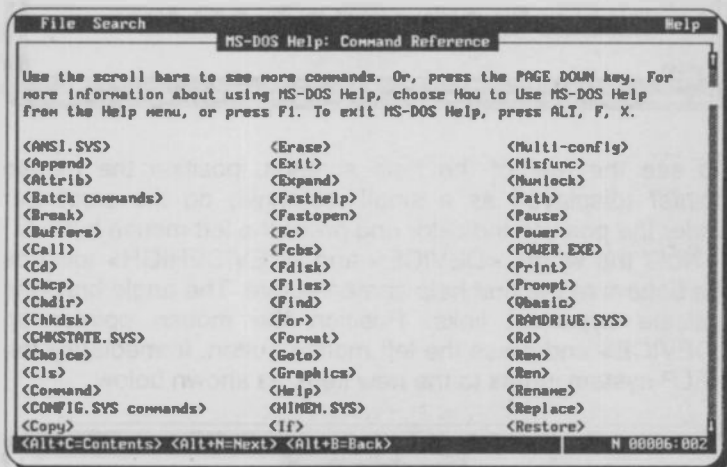 File Search Help
MS-DOS Help: Command Reference
Use the scroll bars to see more commands. Or, press the PAGE DOWN key. For
more information about using MS-DOS Help, choose How to Use MS-DOS Help
from the Help menu, or press F1. To exit MS-DOS Help, press ALT, F, X.
<ANSI.SYS> <Erase> <Multi-config>
<Append> <Exit> <Nlsfunc>
<Attrib> <Expand> <Numlock>
<Batch commands> <Fasthelp> <Path>
<Break> <Fastopen> <Pause>
<Buffers> <Fc> <Power>
<Call> <Fcbs> <POWER.EXE>
<Cd> <Fdisk> <Print>
<Chcp> <Files> <Prompt>
<Chdir> <Find> <Qbasic>
<Chkdsk> <For> <RAMDRIVE.SYS>
<CHKSTATE.SYS> <Format> <Rd>
<Choice> <Goto> <Rem>
<Cls> <Graphics> <Ren>
<Command> <Help> <Rename>
<CONFIG.SYS commands> <HIMEM.SYS> <Replace>
<Copy> <If> <Restore>
<Alt+C=Contents> <Alt+N=Next> <Alt+B=Back> N 00006:002